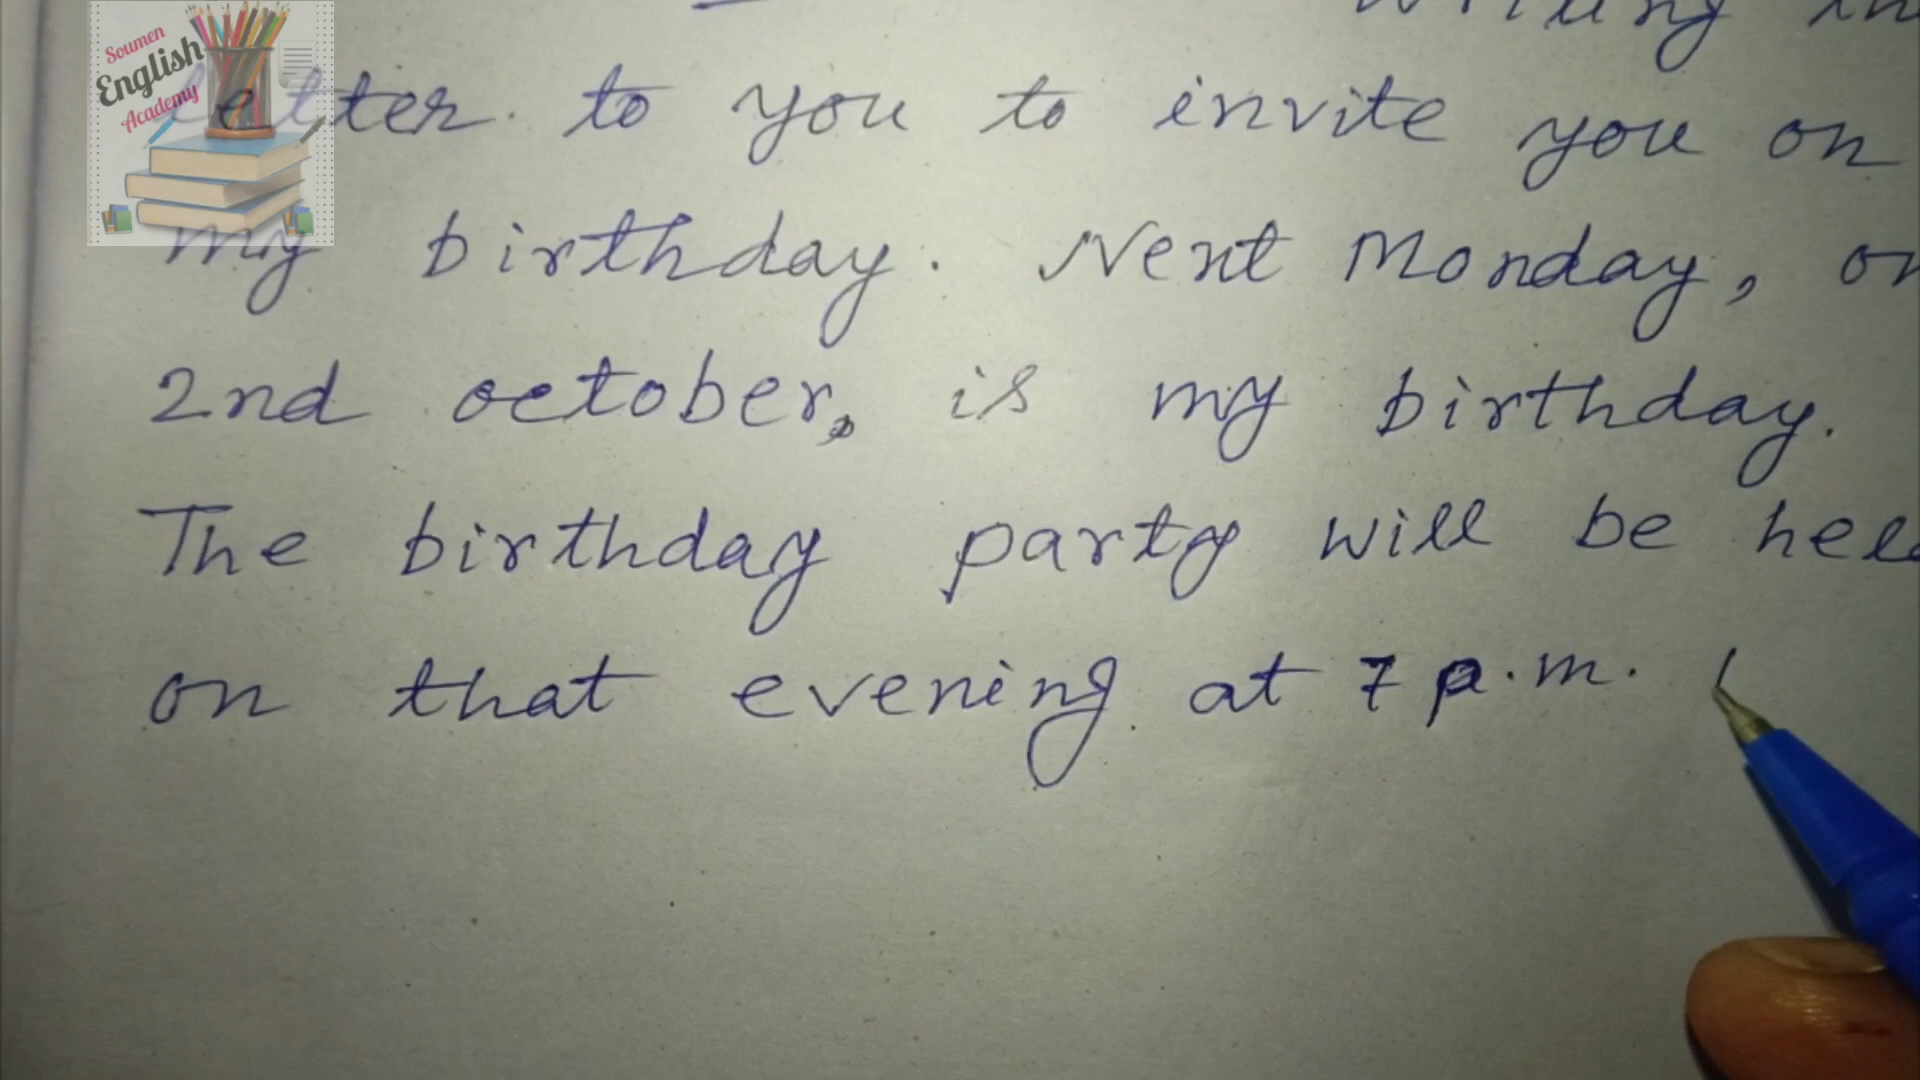 Soumen
English
Academy
writing
letter to you to invite you on
my birthday. Next Monday, on
2nd october, is my birthday.
The birthday party will be held
on that evening at 7 p.m.